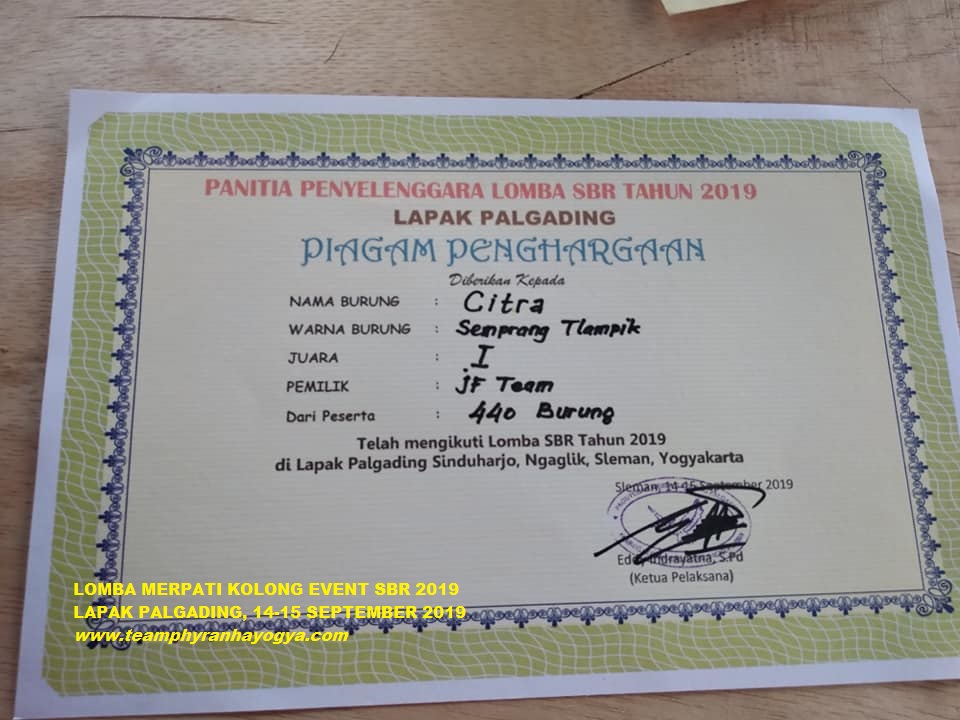 PANITIA PENYELENGGARA LOMBA SBR TAHUN 2019
LAPAK PALGADING
PIAGAM PENGHARGAAN
Diberikan Kepada
NAMA BURUNG : Citra
WARNA BURUNG : Semprang Tlampik
JUARA : I
PEMILIK : JF Team
Dari Peserta : 440 Burung
Telah mengikuti Lomba SBR Tahun 2019
di Lapak Palgading Sinduharjo, Ngaglik, Sleman, Yogyakarta
Sleman, 14-15 September 2019
Indrayatna, S.Pd
(Ketua Pelaksana)
LOMBA MERPATI KOLONG EVENT SBR 2019
LAPAK PALGADING, 14-15 SEPTEMBER 2019
www.teamphyranhayogya.com